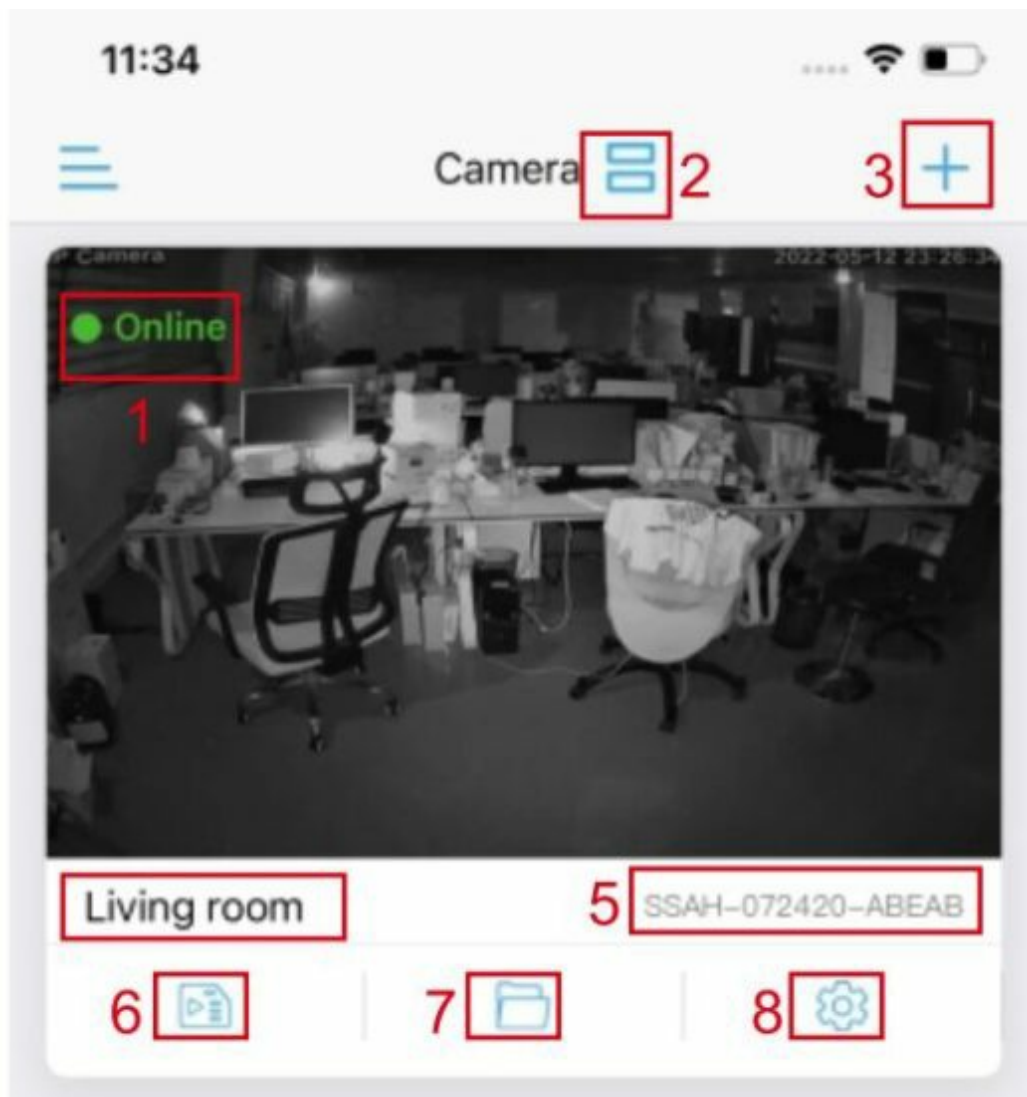 11:34
Camera 2
3
P Camera
2022-05-12 23:26:34
Online
1
Living room
5 SSAH-072420-ABEAB
6 7 8